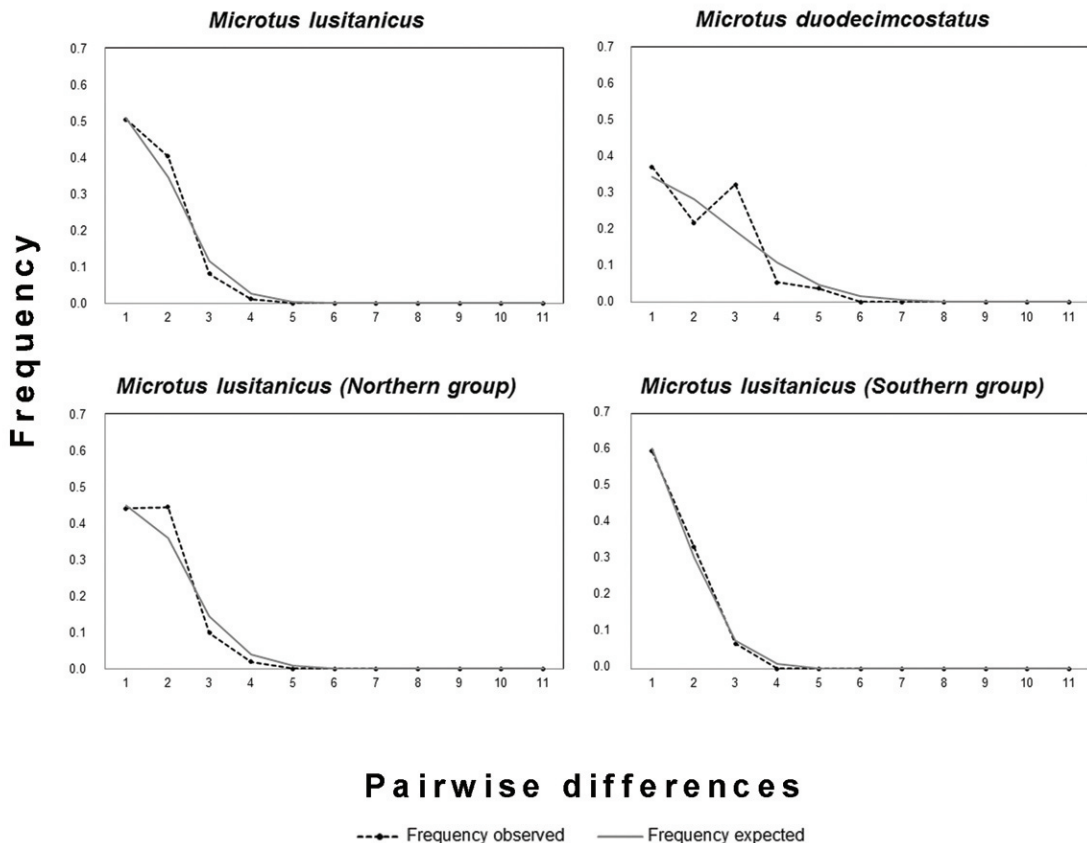 Microtus lusitanicus
0.7
0.6
0.5
0.4
0.3
0.2
0.1
0.0
1 2 3 4 5 6 7 8 9 10 11
Microtus duodecimcostatus
0.7
0.6
0.5
0.4
0.3
0.2
0.1
0.0
1 2 3 4 5 6 7 8 9 10 11
Frequency
Microtus lusitanicus (Northern group)
0.7
0.6
0.5
0.4
0.3
0.2
0.1
0.0
1 2 3 4 5 6 7 8 9 10 11
Microtus lusitanicus (Southern group)
0.7
0.6
0.5
0.4
0.3
0.2
0.1
0.0
1 2 3 4 5 6 7 8 9 10 11
Pairwise differences
Frequency observed Frequency expected